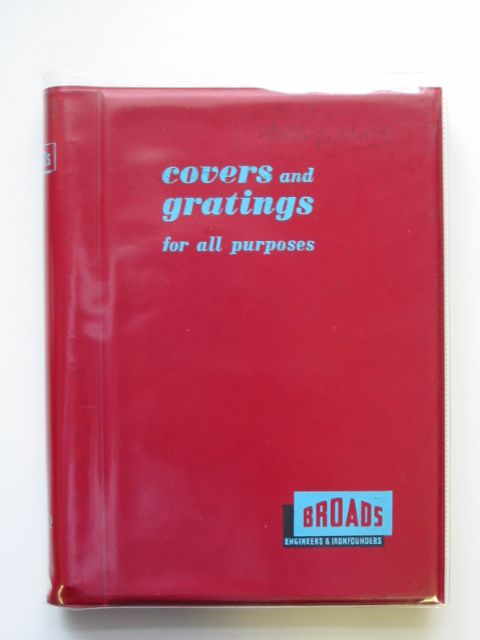 covers and
gratings
for all purposes
BROADS
ENGINEERS & IRONFOUNDERS